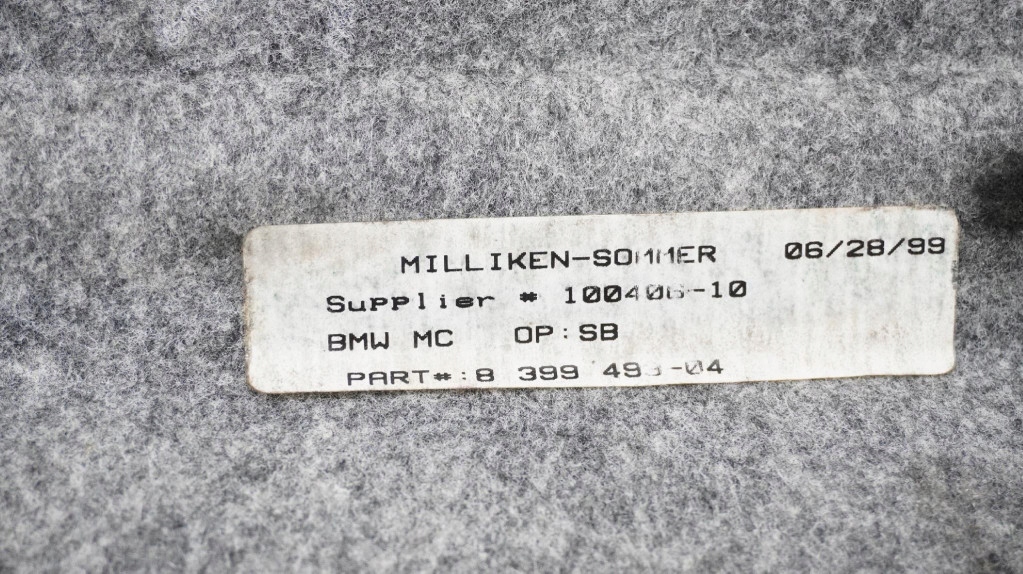 MILLIKEN-SOMMER 06/28/99
Supplier # 100406-10
BMW MC OP:SB
PART#:8 399